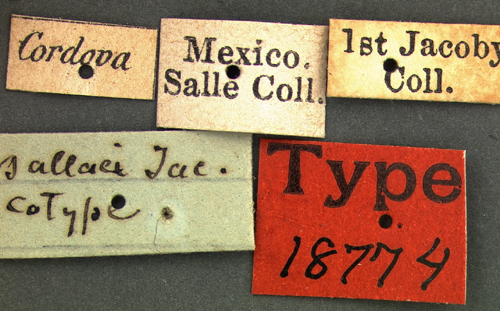 Cordova
Mexico.
Salle Coll.
1st Jacoby
Coll.
sallaei Jac.
coType
Type
18774